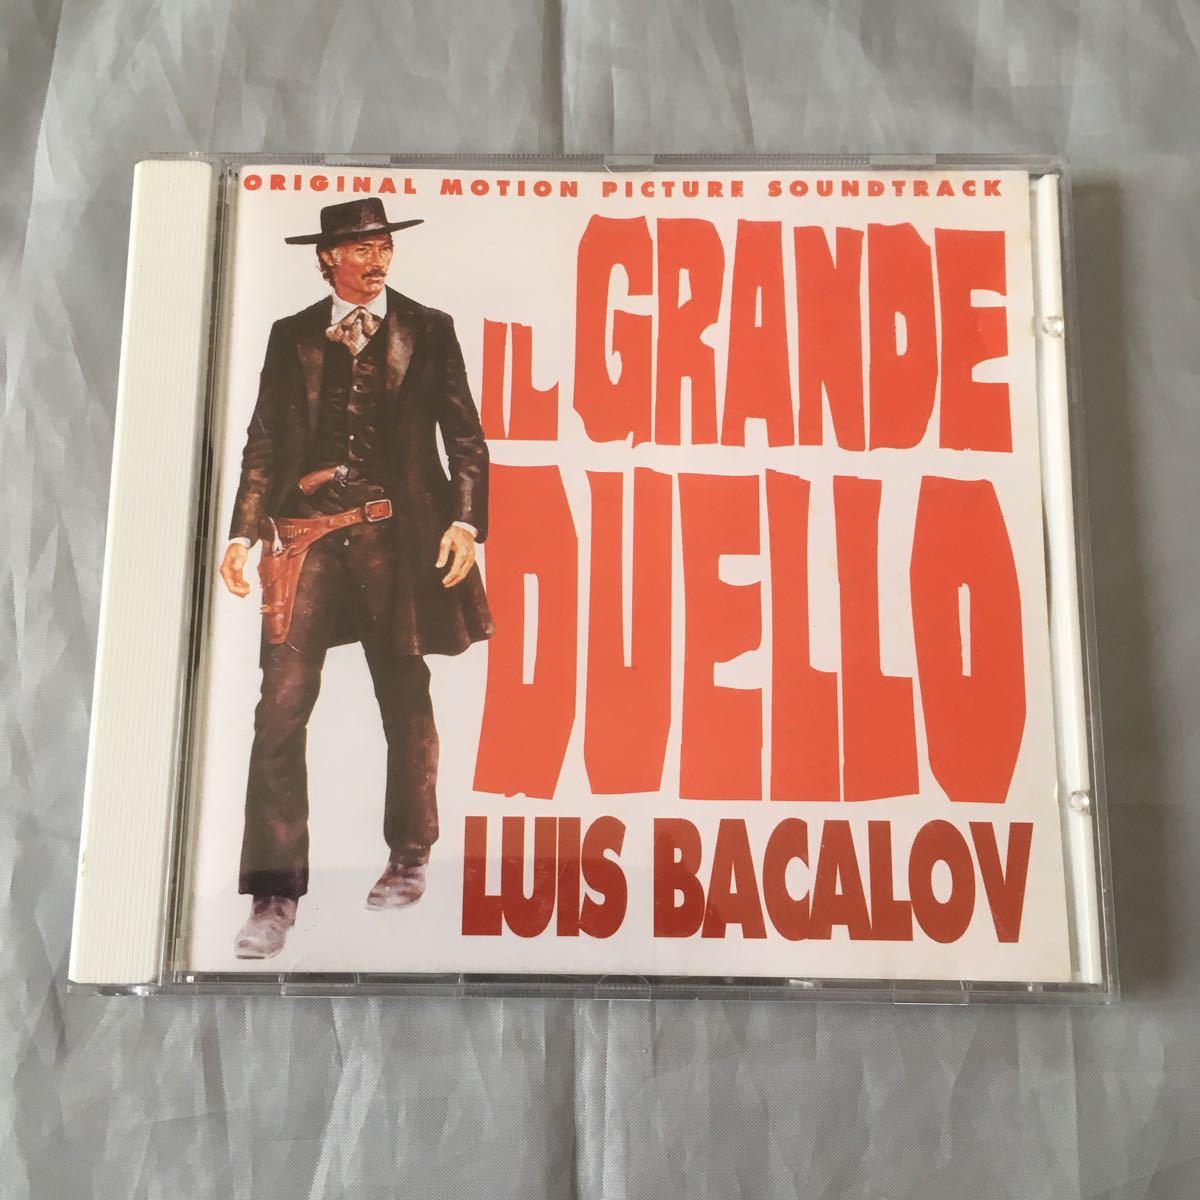 ORIGINAL MOTION PICTURE SOUNDTRACK
IL GRANDE
DUELLO
LUIS BACALOV